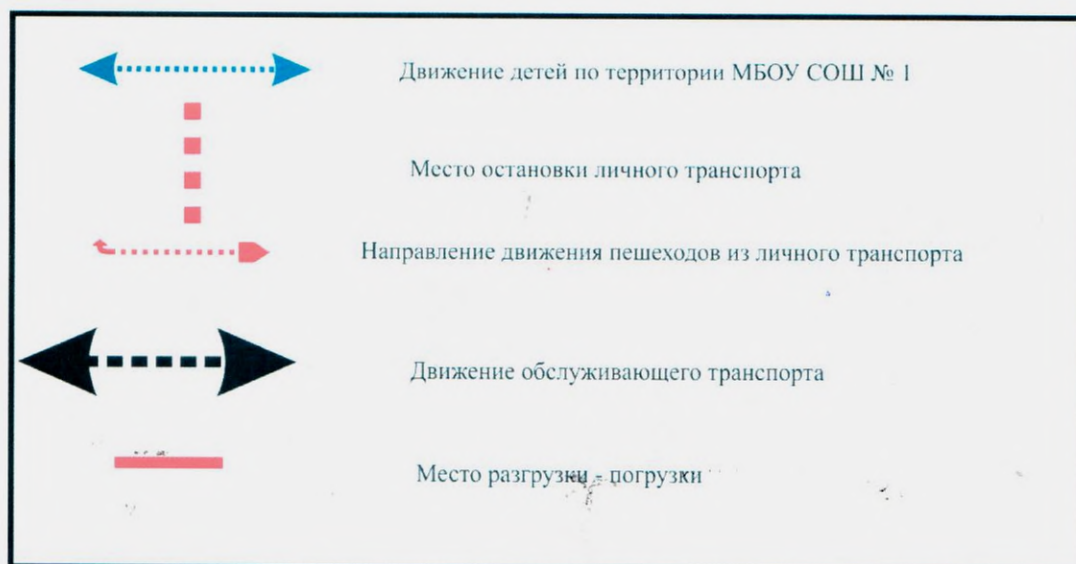 Движение детей по территории МБОУ СОШ № 1
Место остановки личного транспорта
Направление движения пешеходов из личного транспорта
Движение обслуживающего транспорта
Место разгрузки - погрузки